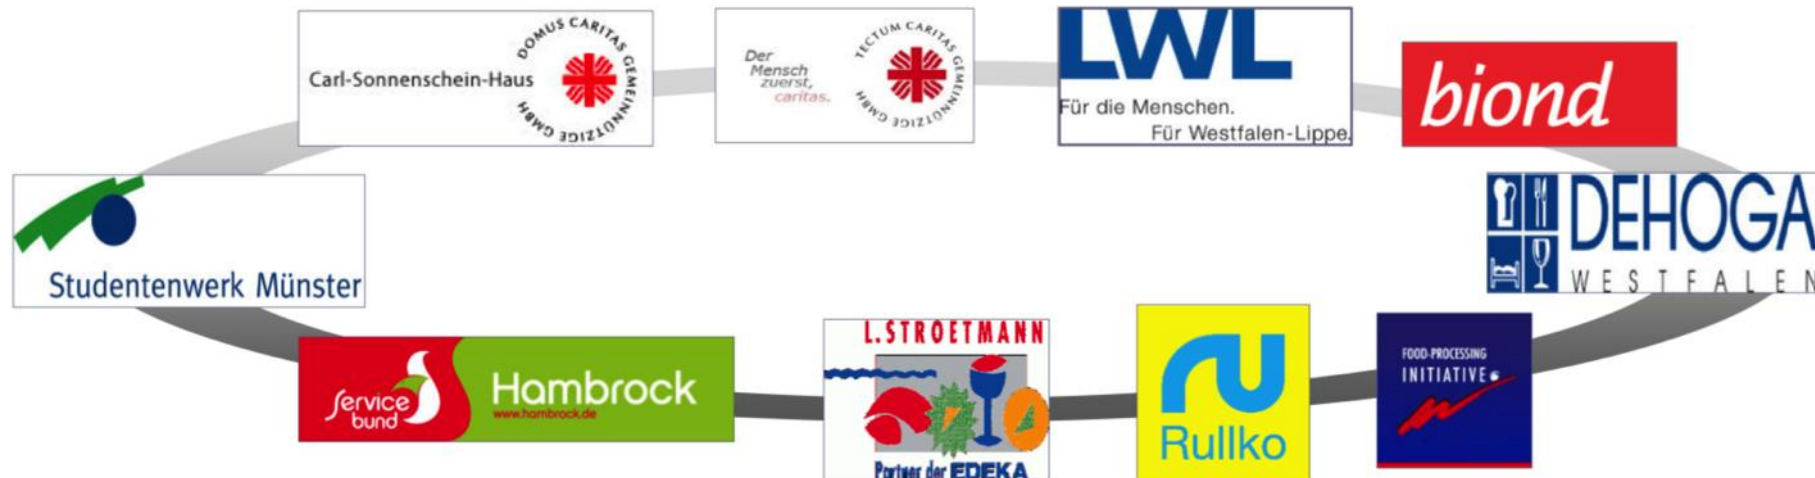 Carl-Sonnenschein-Haus
DOMUS CARITAS GEMEINNÜTZIGE GMBH
Der
Mensch
zuerst,
caritas.
TECTUM CARITAS GEMEINNÜTZIGE GMBH
LWL
Für die Menschen.
Für Westfalen-Lippe.
biond
Studentenwerk Münster
DEHOGA
WESTFALEN
service
bund
Hambrock
www.hambrock.de
L.STROETMANN
Partner der EDEKA
Rullko
FOOD-PROCESSING
INITIATIVE